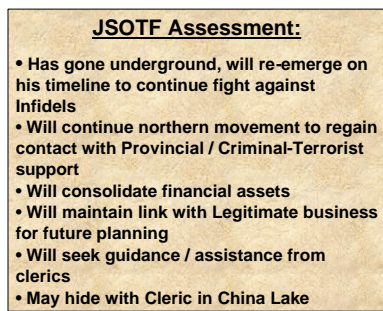 JSOTF Assessment:
• Has gone underground, will re-emerge on
his timeline to continue fight against
Infidels
• Will continue northern movement to regain
contact with Provincial / Criminal-Terrorist
support
• Will consolidate financial assets
• Will maintain link with Legitimate business
for future planning
• Will seek guidance / assistance from
clerics
• May hide with Cleric in China Lake